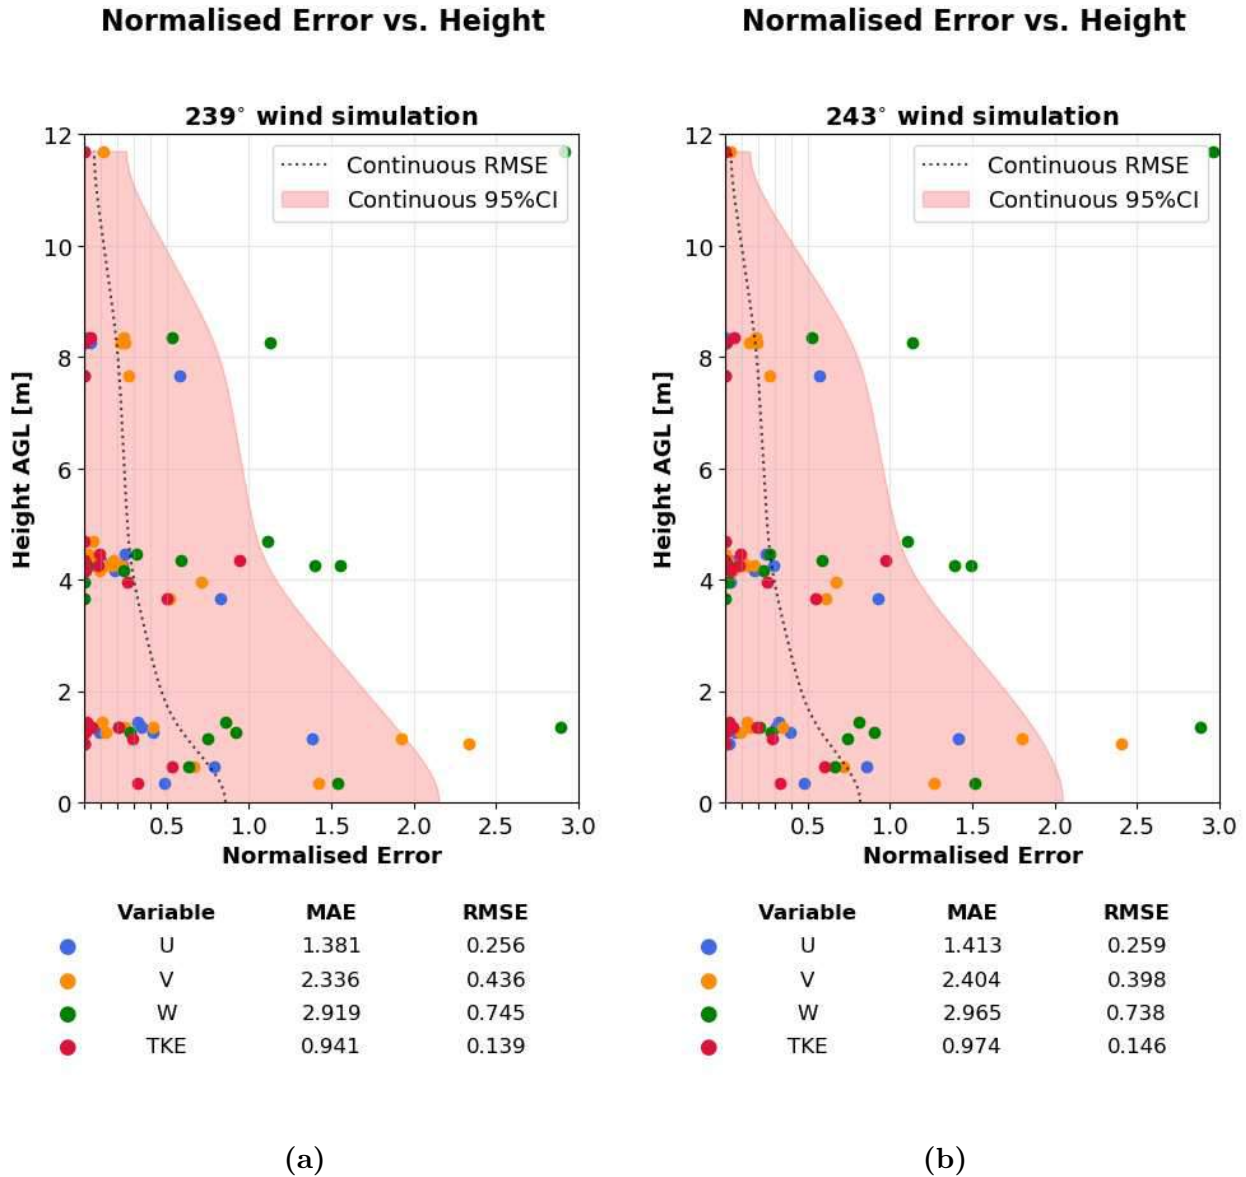 Normalised Error vs. Height
239° wind simulation
Continuous RMSE
Continuous 95%CI
Height AGL [m]
12
10
8
6
4
2
0
0.5 1.0 1.5 2.0 2.5 3.0
Normalised Error
Variable MAE RMSE
U 1.381 0.256
V 2.336 0.436
W 2.919 0.745
TKE 0.941 0.139
(a)
Normalised Error vs. Height
243° wind simulation
Continuous RMSE
Continuous 95%CI
Height AGL [m]
12
10
8
6
4
2
0
0.5 1.0 1.5 2.0 2.5 3.0
Normalised Error
Variable MAE RMSE
U 1.413 0.259
V 2.404 0.398
W 2.965 0.738
TKE 0.974 0.146
(b)